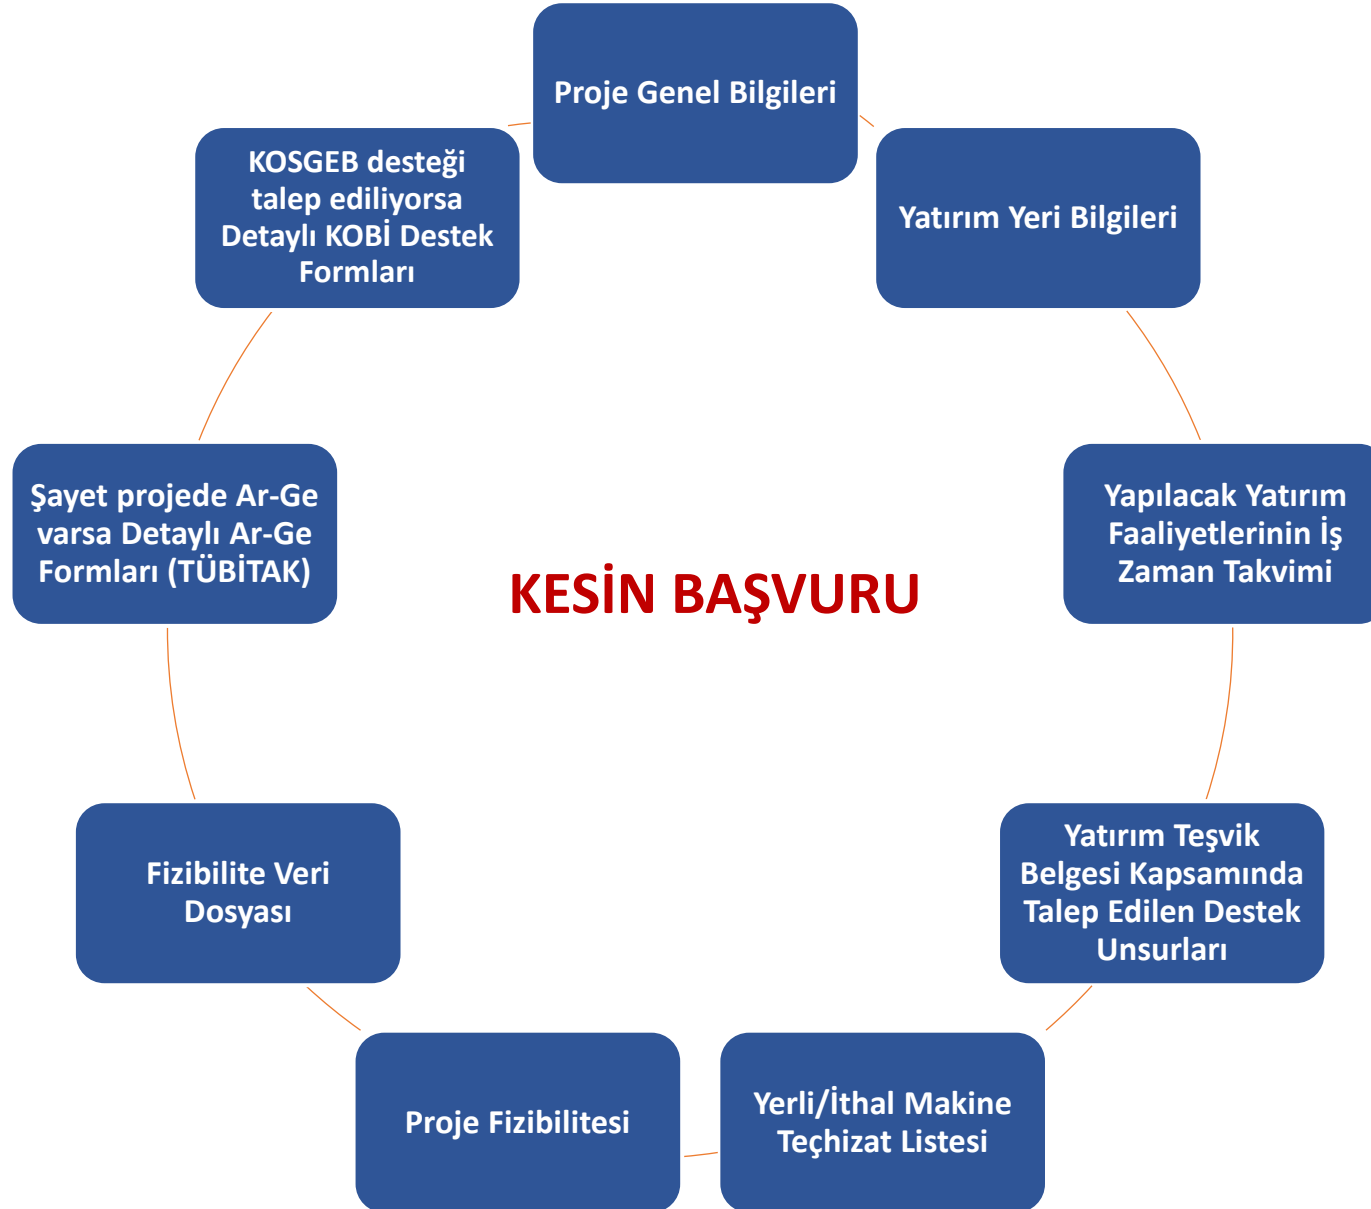 Proje Genel Bilgileri
Yatırım Yeri Bilgileri
Yapılacak Yatırım
Faaliyetlerinin İş
Zaman Takvimi
Yatırım Teşvik
Belgesi Kapsamında
Talep Edilen Destek
Unsurları
Yerli/İthal Makine
Teçhizat Listesi
Proje Fizibilitesi
Fizibilite Veri
Dosyası
Şayet projede Ar-Ge
varsa Detaylı Ar-Ge
Formları (TÜBİTAK)
KOSGEB desteği
talep ediliyorsa
Detaylı KOBİ Destek
Formları
KESİN BAŞVURU